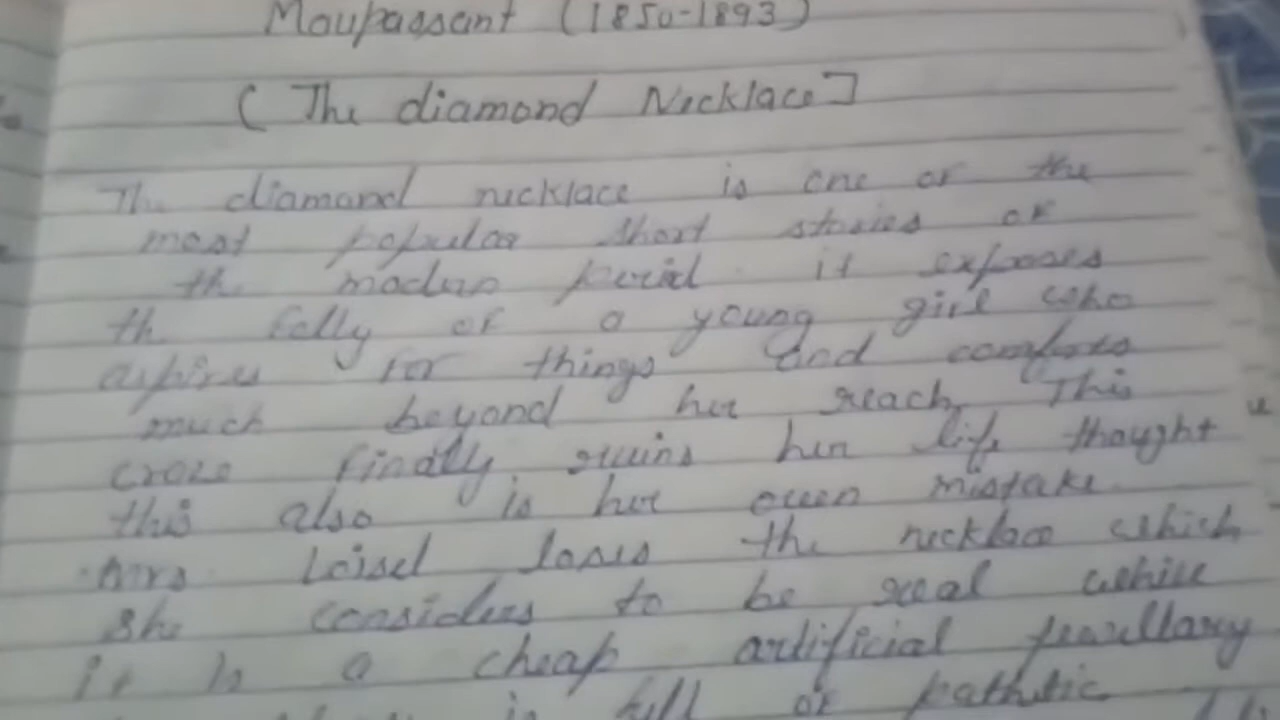 Moupassant (1850-1893)
( The diamond Necklace ]
The diamond necklace is one of the
most popular short stories of
the modern period. it exposes
the folly of a young girl who
aspires for things and comforts
much beyond her reach. This
craze finally ruins her life thought
this also is her own mistake.
Mrs Loisel loses the necklace which
she considers to be real while
it is a cheap artificial jewellary
is full of pathetic